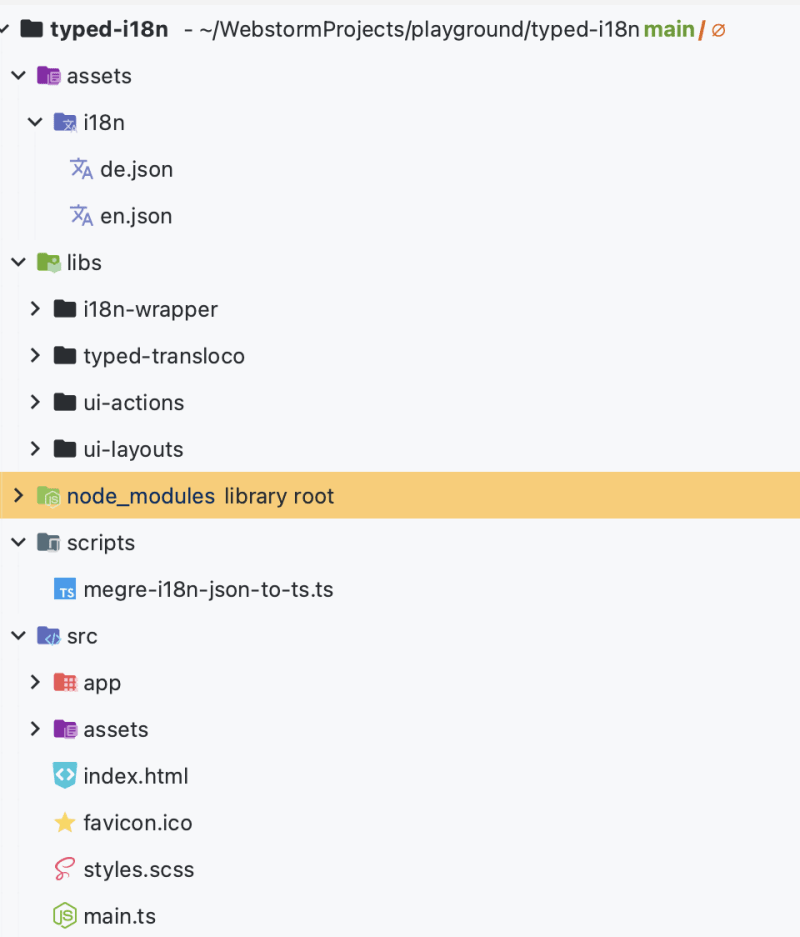 typed-i18n - ~/WebstormProjects/playground/typed-i18n main / ∅
assets
i18n
de.json
en.json
libs
i18n-wrapper
typed-transloco
ui-actions
ui-layouts
node_modules library root
scripts
megre-i18n-json-to-ts.ts
src
app
assets
index.html
favicon.ico
styles.scss
main.ts